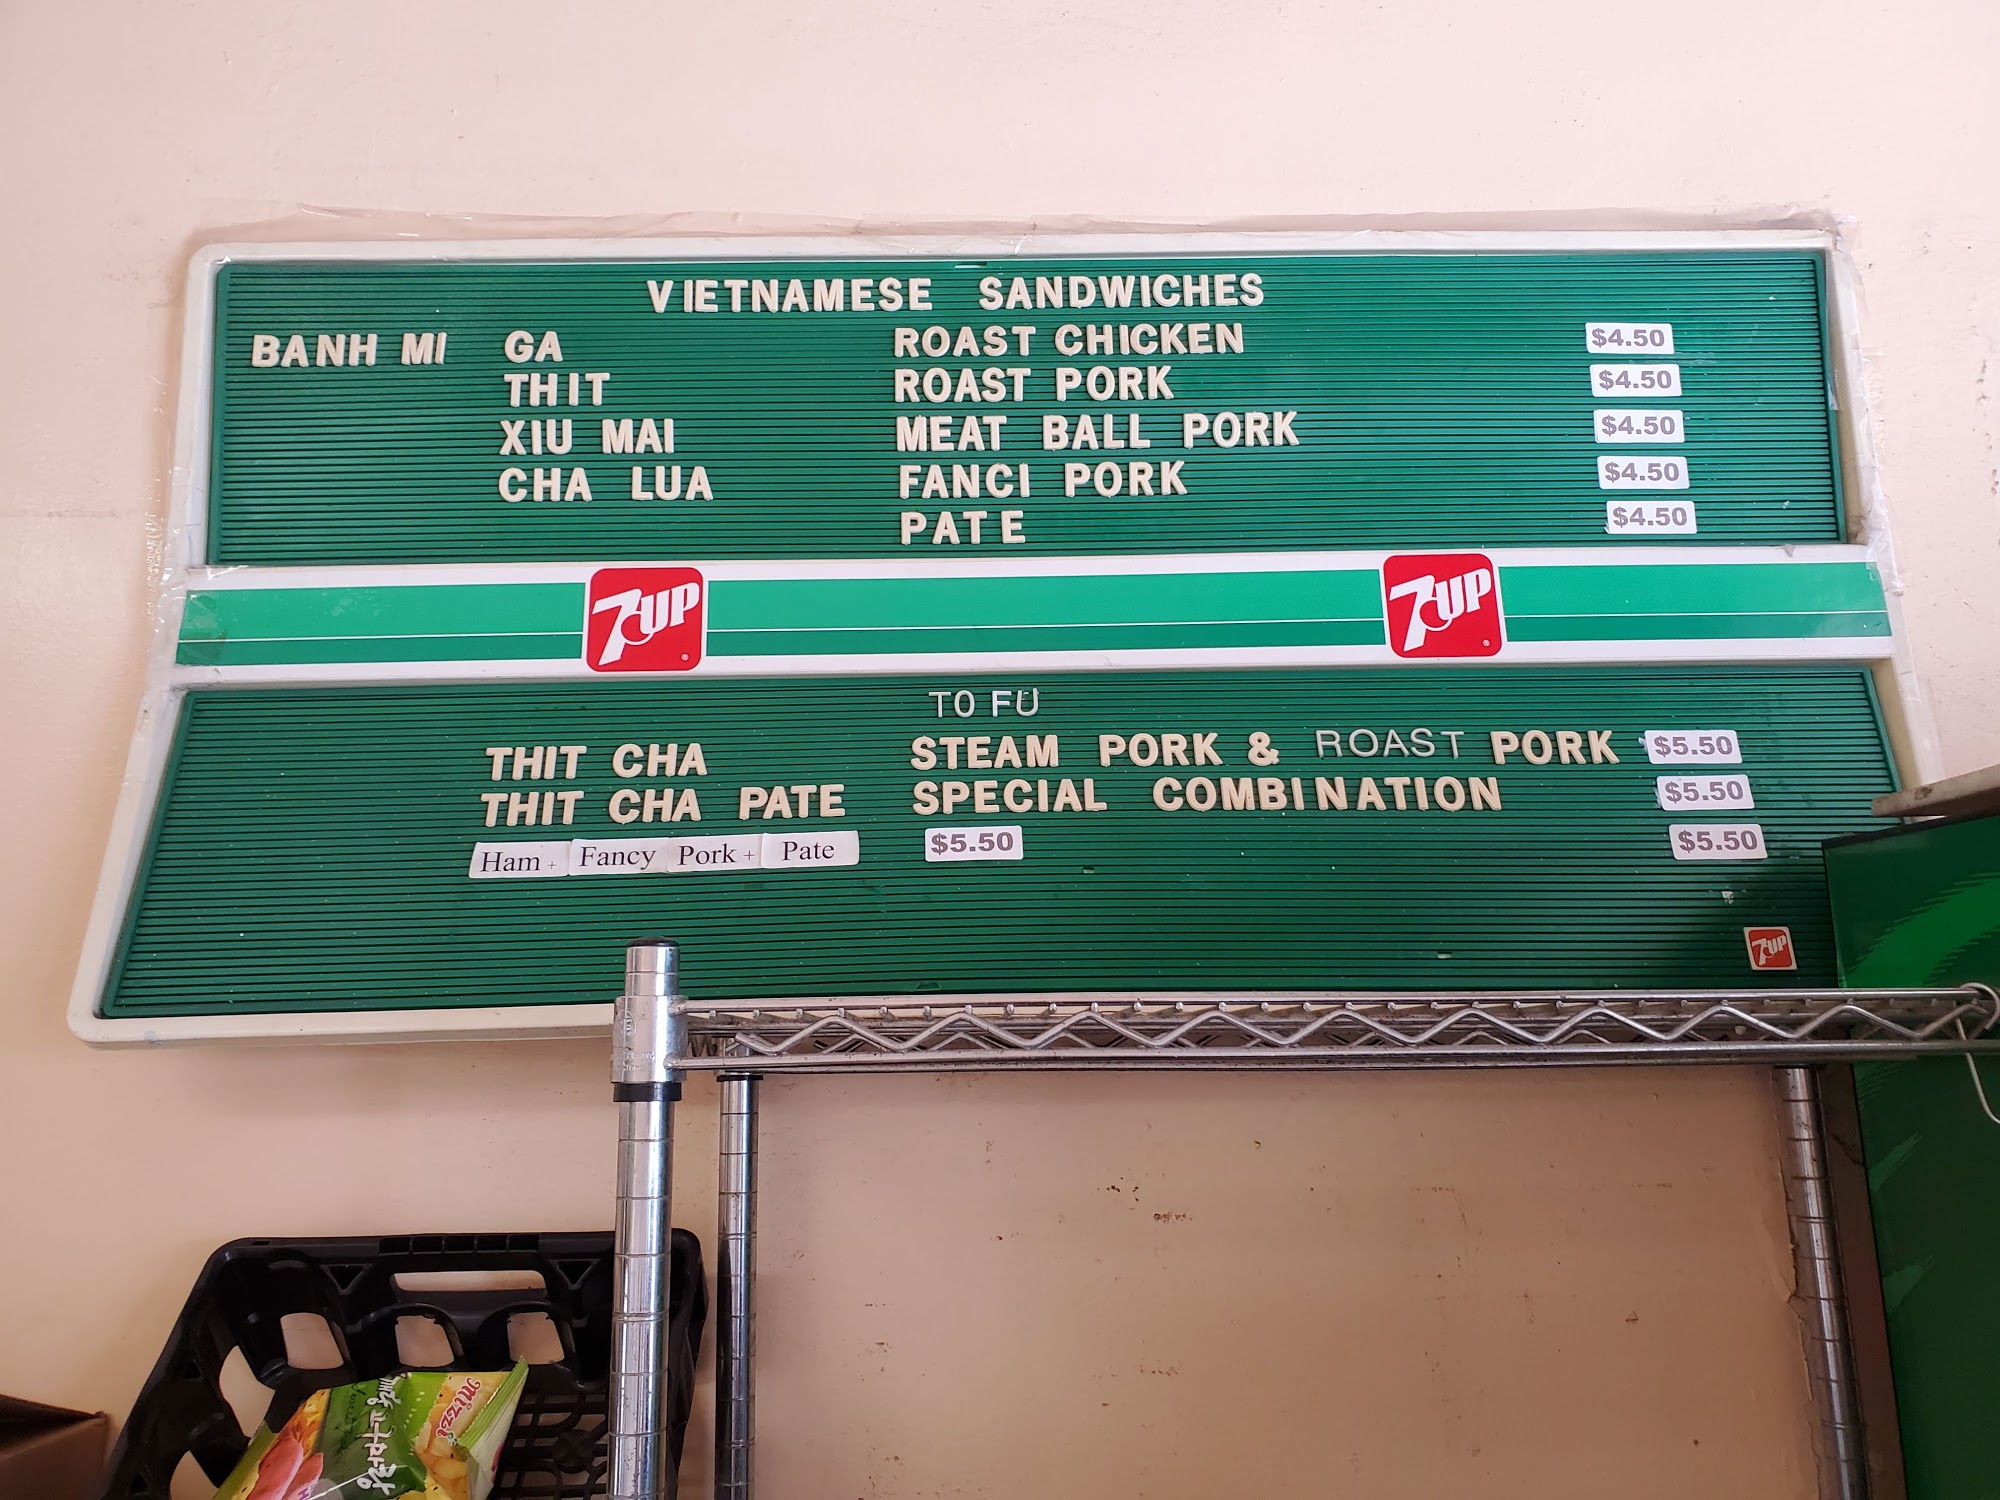 VIETNAMESE SANDWICHES
BANH MI GA ROAST CHICKEN $4.50
THIT ROAST PORK $4.50
XIU MAI MEAT BALL PORK $4.50
CHA LUA FANCI PORK $4.50
PATE $4.50
7UP 7UP
TO FU
THIT CHA STEAM PORK & ROAST PORK $5.50
THIT CHA PATE SPECIAL COMBINATION $5.50
Ham + Fancy Pork + Pate $5.50 $5.50
7UP
mizzi